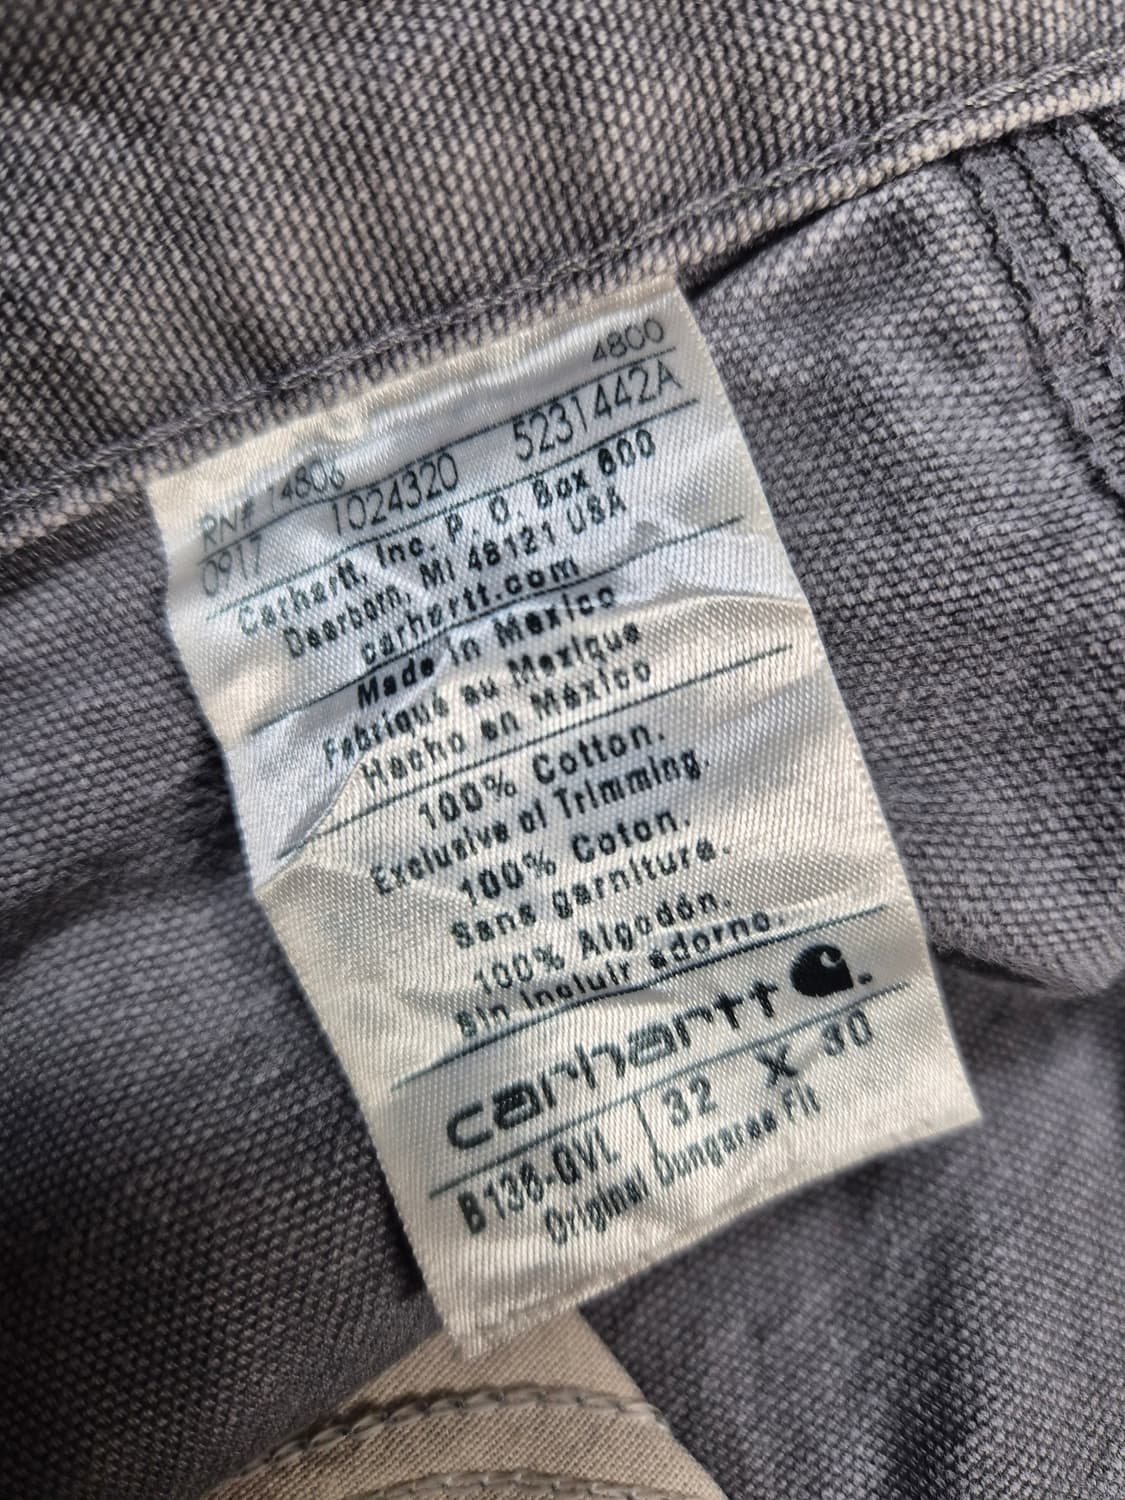 4800
RN# 14806
1024320 5231442A
0917
Carhartt, Inc. P. O. Box 600
Dearborn, MI 48121 USA
carhartt.com
Made in Mexico
Fabriqué au Mexique
Hecho en México
100% Cotton.
Exclusive of Trimming.
100% Coton.
Sans garniture.
100% Algodón.
Sin incluir adorno.
carhartt
B136-GVL 32 X 30
Original Dungaree Fit